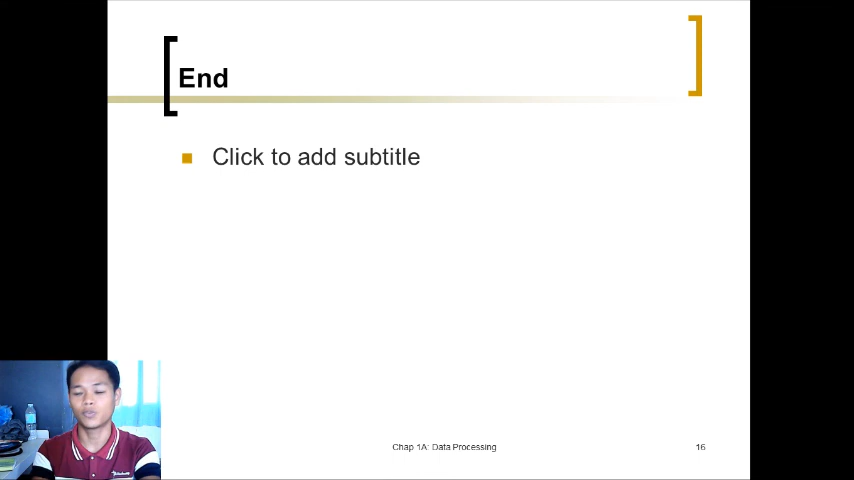 End
Click to add subtitle
Chap 1A: Data Processing
16